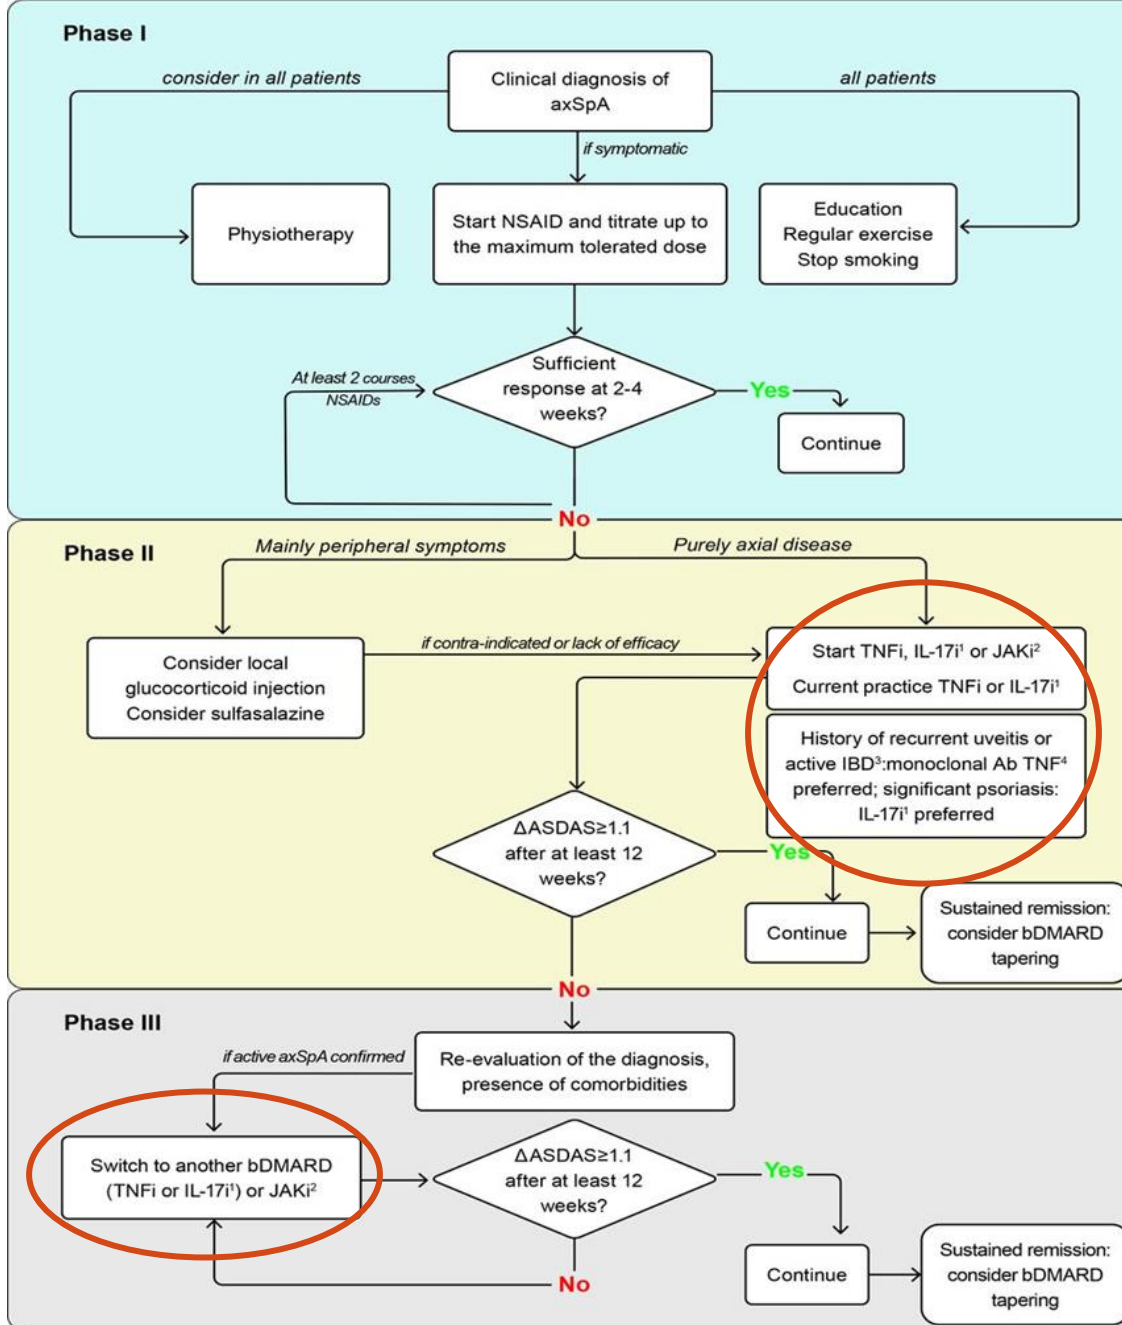 Phase I
consider in all patients
Clinical diagnosis of
axSpA
all patients
if symptomatic
Physiotherapy
Start NSAID and titrate up to
the maximum tolerated dose
Education
Regular exercise
Stop smoking
Sufficient
response at 2-4
weeks?
At least 2 courses
NSAIDs
Yes
Continue
No
Phase II
Mainly peripheral symptoms
Purely axial disease
Consider local
glucocorticoid injection
Consider sulfasalazine
if contra-indicated or lack of efficacy
Start TNFi, IL-17i¹ or JAKi²
Current practice TNFi or IL-17i¹
History of recurrent uveitis or
active IBD³:monoclonal Ab TNF⁴
preferred; significant psoriasis:
IL-17i¹ preferred
ΔASDAS≥1.1
after at least 12
weeks?
Yes
Continue
Sustained remission:
consider bDMARD
tapering
No
Phase III
if active axSpA confirmed
Re-evaluation of the diagnosis,
presence of comorbidities
Switch to another bDMARD
(TNFi or IL-17i¹) or JAKi²
ΔASDAS≥1.1
after at least 12
weeks?
Yes
No
Continue
Sustained remission:
consider bDMARD
tapering